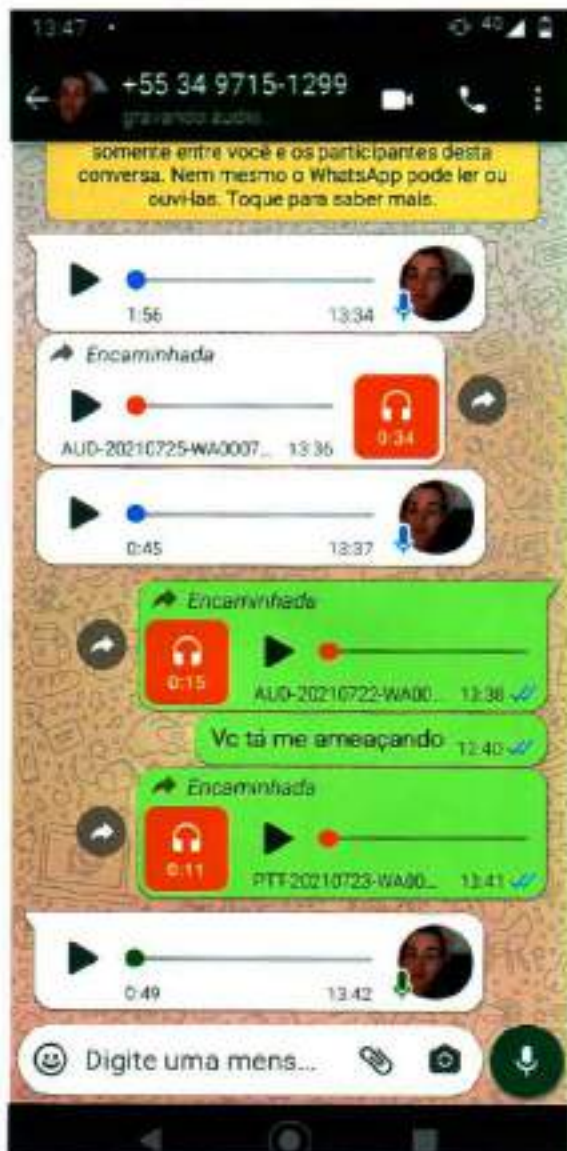 13:47
4G
+55 34 9715-1299
gravando áudio...
somente entre você e os participantes desta
conversa. Nem mesmo o WhatsApp pode ler ou
ouvi-las. Toque para saber mais.
1:56 13:34
Encaminhada
0:34
AUD-20210725-WA0007... 13:36
0:45 13:37
Encaminhada
0:15
AUD-20210722-WA00... 13:38
Vc tá me ameaçando 13:40
Encaminhada
0:11
PTT-20210723-WA00... 13:41
0:49 13:42
Digite uma mens...